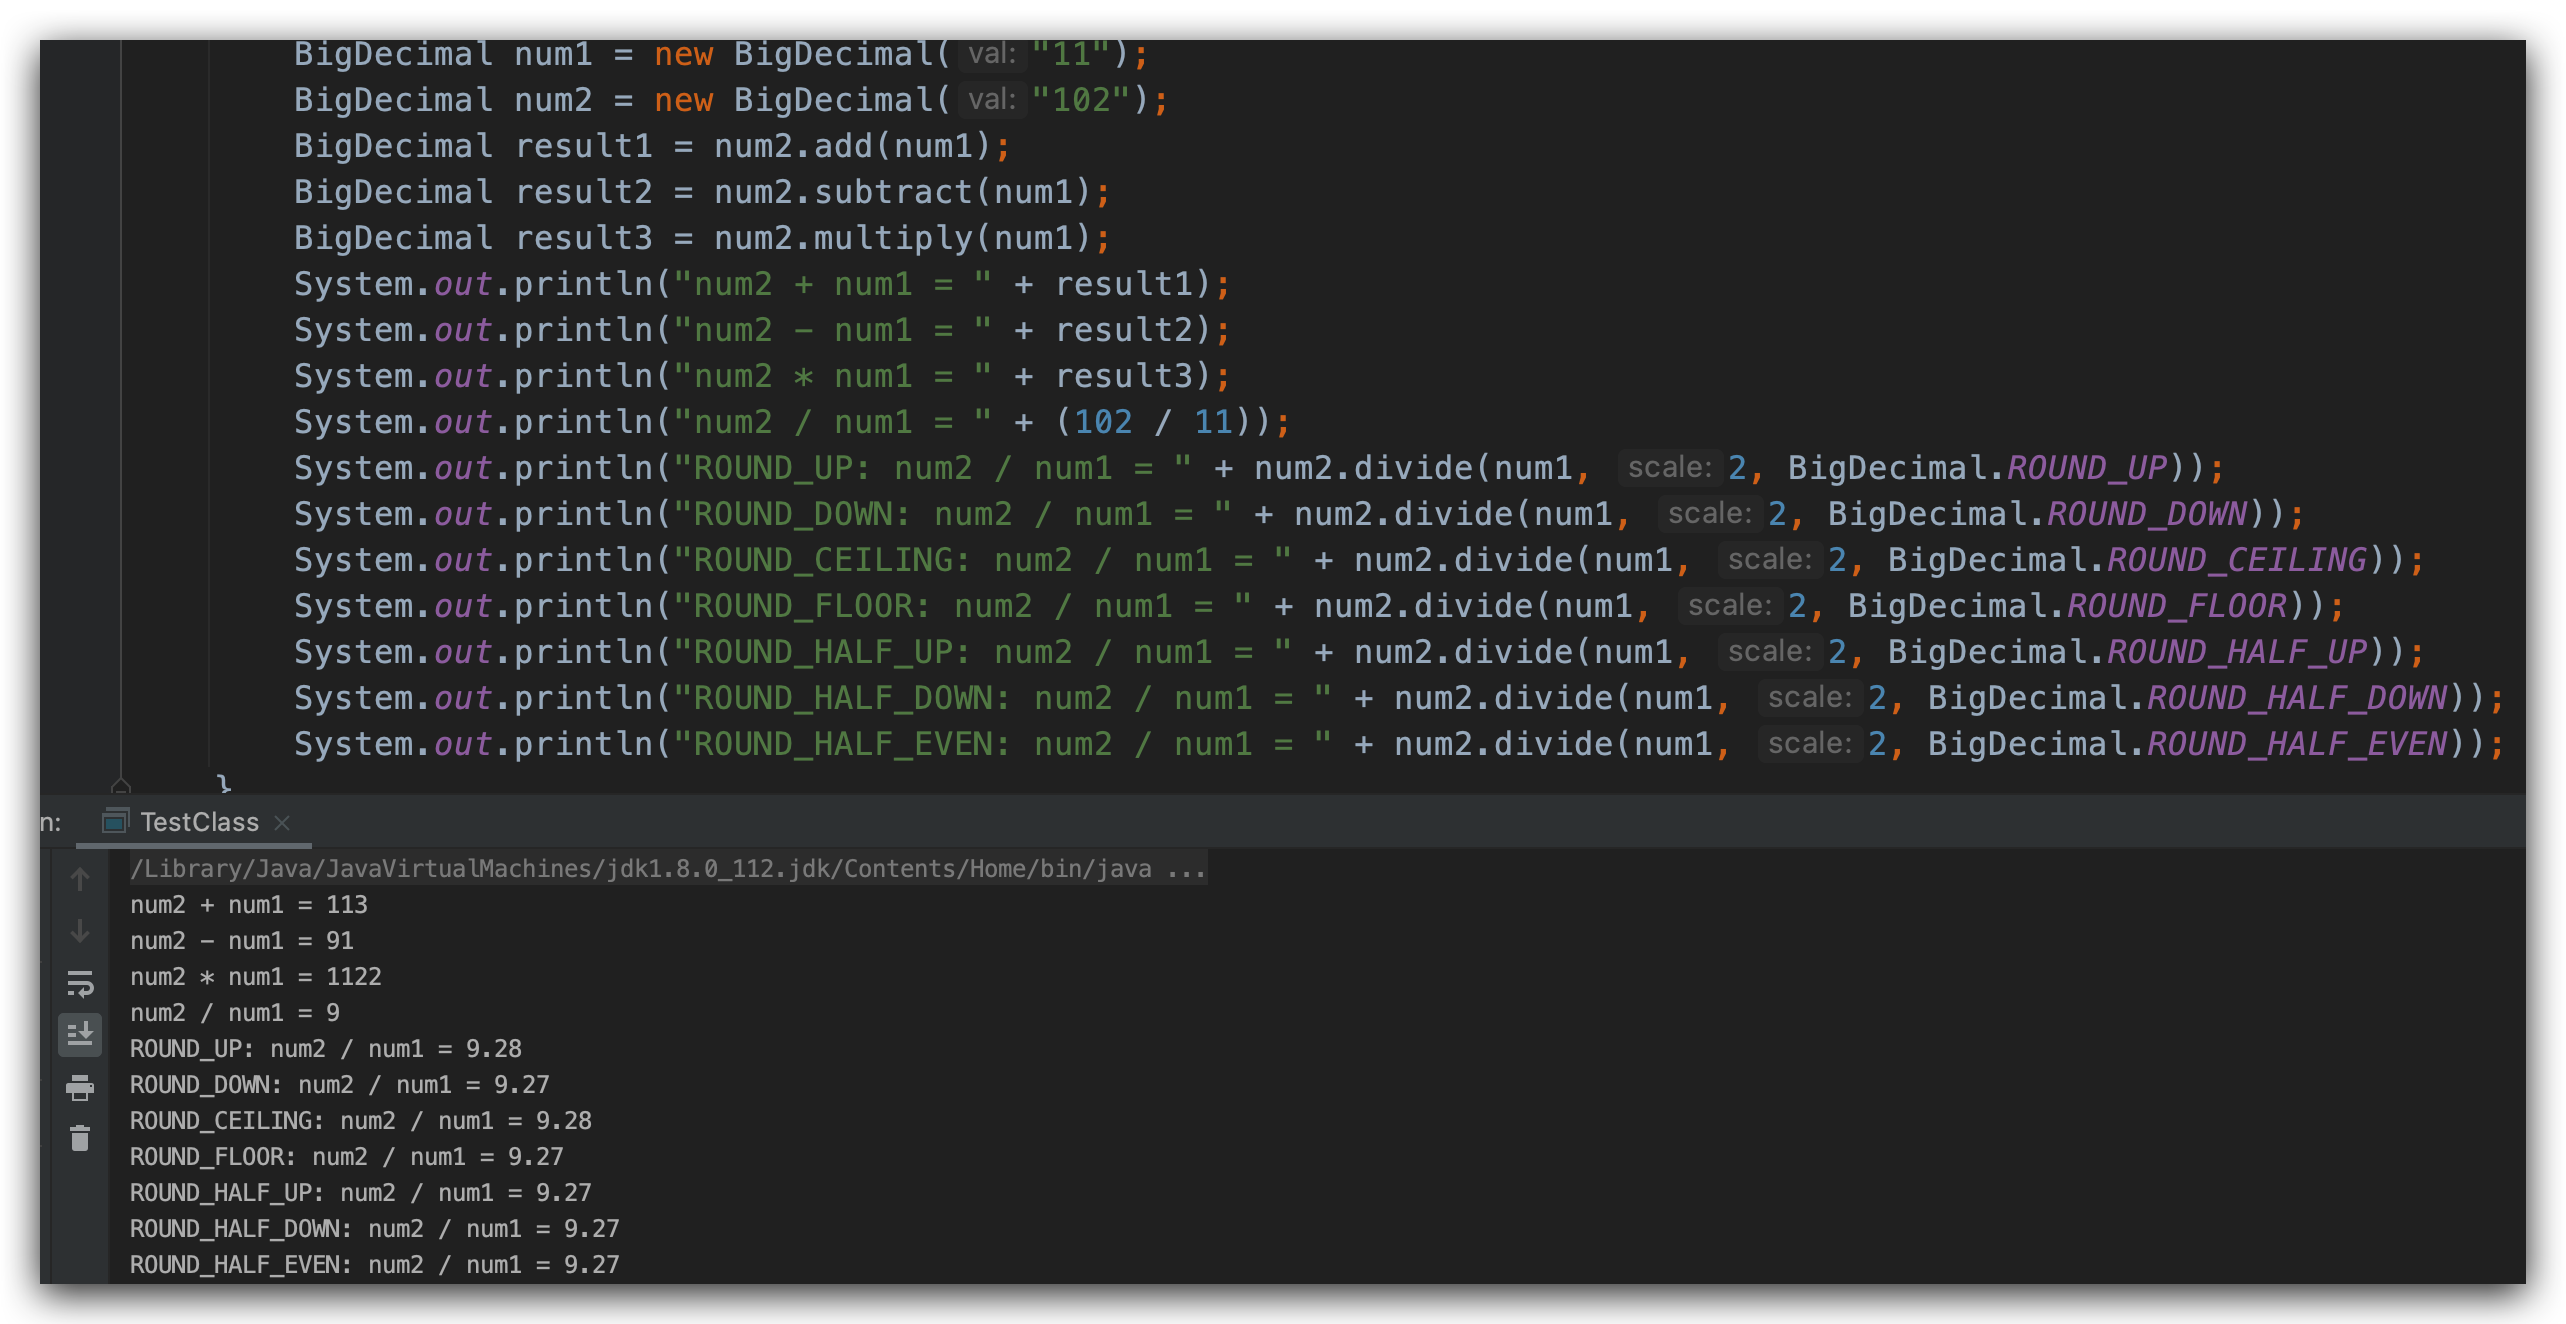 BigDecimal num1 = new BigDecimal( val: "11");
BigDecimal num2 = new BigDecimal( val: "102");
BigDecimal result1 = num2.add(num1);
BigDecimal result2 = num2.subtract(num1);
BigDecimal result3 = num2.multiply(num1);
System.out.println("num2 + num1 = " + result1);
System.out.println("num2 - num1 = " + result2);
System.out.println("num2 * num1 = " + result3);
System.out.println("num2 / num1 = " + (102 / 11));
System.out.println("ROUND_UP: num2 / num1 = " + num2.divide(num1, scale: 2, BigDecimal.ROUND_UP));
System.out.println("ROUND_DOWN: num2 / num1 = " + num2.divide(num1, scale: 2, BigDecimal.ROUND_DOWN));
System.out.println("ROUND_CEILING: num2 / num1 = " + num2.divide(num1, scale: 2, BigDecimal.ROUND_CEILING));
System.out.println("ROUND_FLOOR: num2 / num1 = " + num2.divide(num1, scale: 2, BigDecimal.ROUND_FLOOR));
System.out.println("ROUND_HALF_UP: num2 / num1 = " + num2.divide(num1, scale: 2, BigDecimal.ROUND_HALF_UP));
System.out.println("ROUND_HALF_DOWN: num2 / num1 = " + num2.divide(num1, scale: 2, BigDecimal.ROUND_HALF_DOWN));
System.out.println("ROUND_HALF_EVEN: num2 / num1 = " + num2.divide(num1, scale: 2, BigDecimal.ROUND_HALF_EVEN));
}
n: TestClass ×
/Library/Java/JavaVirtualMachines/jdk1.8.0_112.jdk/Contents/Home/bin/java ...
num2 + num1 = 113
num2 - num1 = 91
num2 * num1 = 1122
num2 / num1 = 9
ROUND_UP: num2 / num1 = 9.28
ROUND_DOWN: num2 / num1 = 9.27
ROUND_CEILING: num2 / num1 = 9.28
ROUND_FLOOR: num2 / num1 = 9.27
ROUND_HALF_UP: num2 / num1 = 9.27
ROUND_HALF_DOWN: num2 / num1 = 9.27
ROUND_HALF_EVEN: num2 / num1 = 9.27